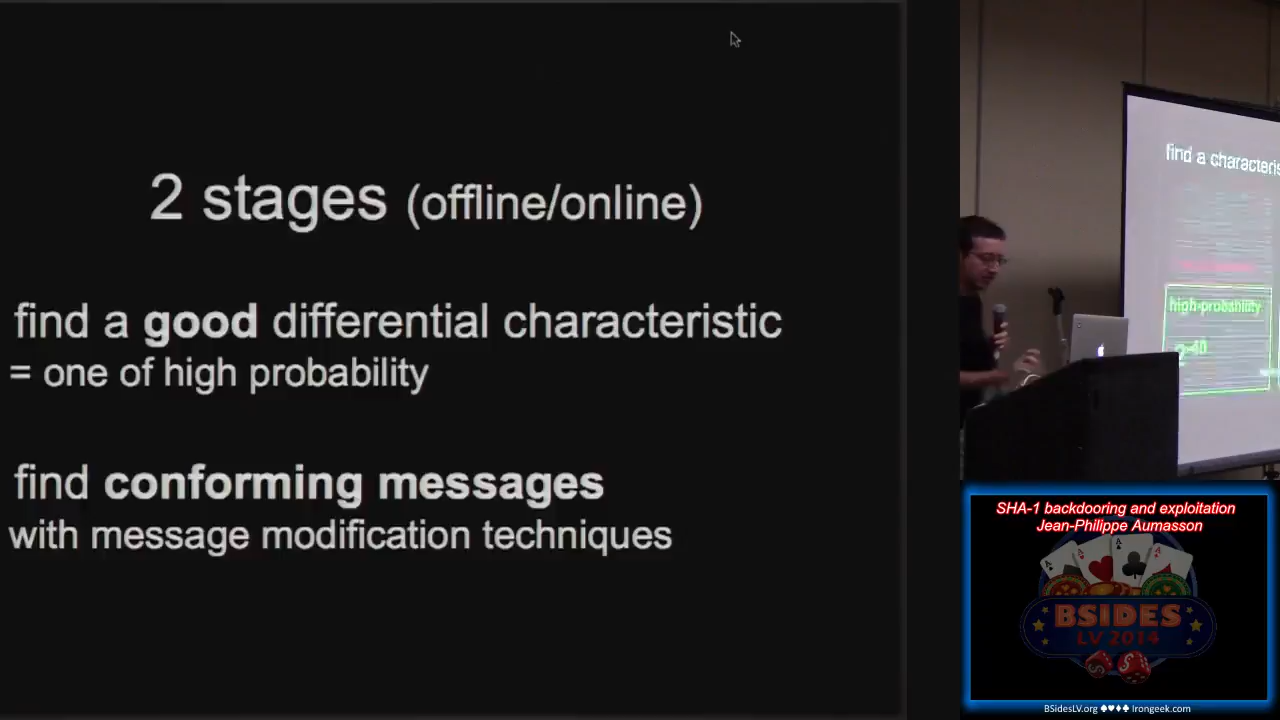 2 stages (offline/online)
find a good differential characteristic
= one of high probability
find conforming messages
with message modification techniques
find a characteris
high-probability
SHA-1 backdooring and exploitation
Jean-Philippe Aumasson
BSIDES
LV 2014
BSidesLV.org ♠♥♦♣ Irongeek.com